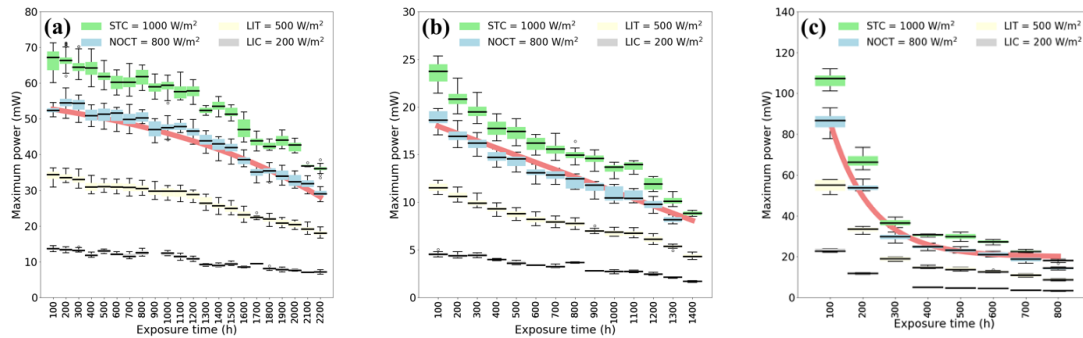 (a)
STC = 1000 W/m²
NOCT = 800 W/m²
LIT = 500 W/m²
LIC = 200 W/m²
Maximum power (mW)
80
70
60
50
40
30
20
10
0
100 200 300 400 500 600 700 800 900 1000 1100 1200 1300 1400 1500 1600 1700 1800 1900 2000 2100 2200
Exposure time (h)
(b)
STC = 1000 W/m²
NOCT = 800 W/m²
LIT = 500 W/m²
LIC = 200 W/m²
Maximum power (mW)
30
25
20
15
10
5
0
100 200 300 400 500 600 700 800 900 1000 1100 1200 1300 1400
Exposure time (h)
(c)
STC = 1000 W/m²
NOCT = 800 W/m²
LIT = 500 W/m²
LIC = 200 W/m²
Maximum power (mW)
140
120
100
80
60
40
20
0
100 200 300 400 500 600 700 800
Exposure time (h)